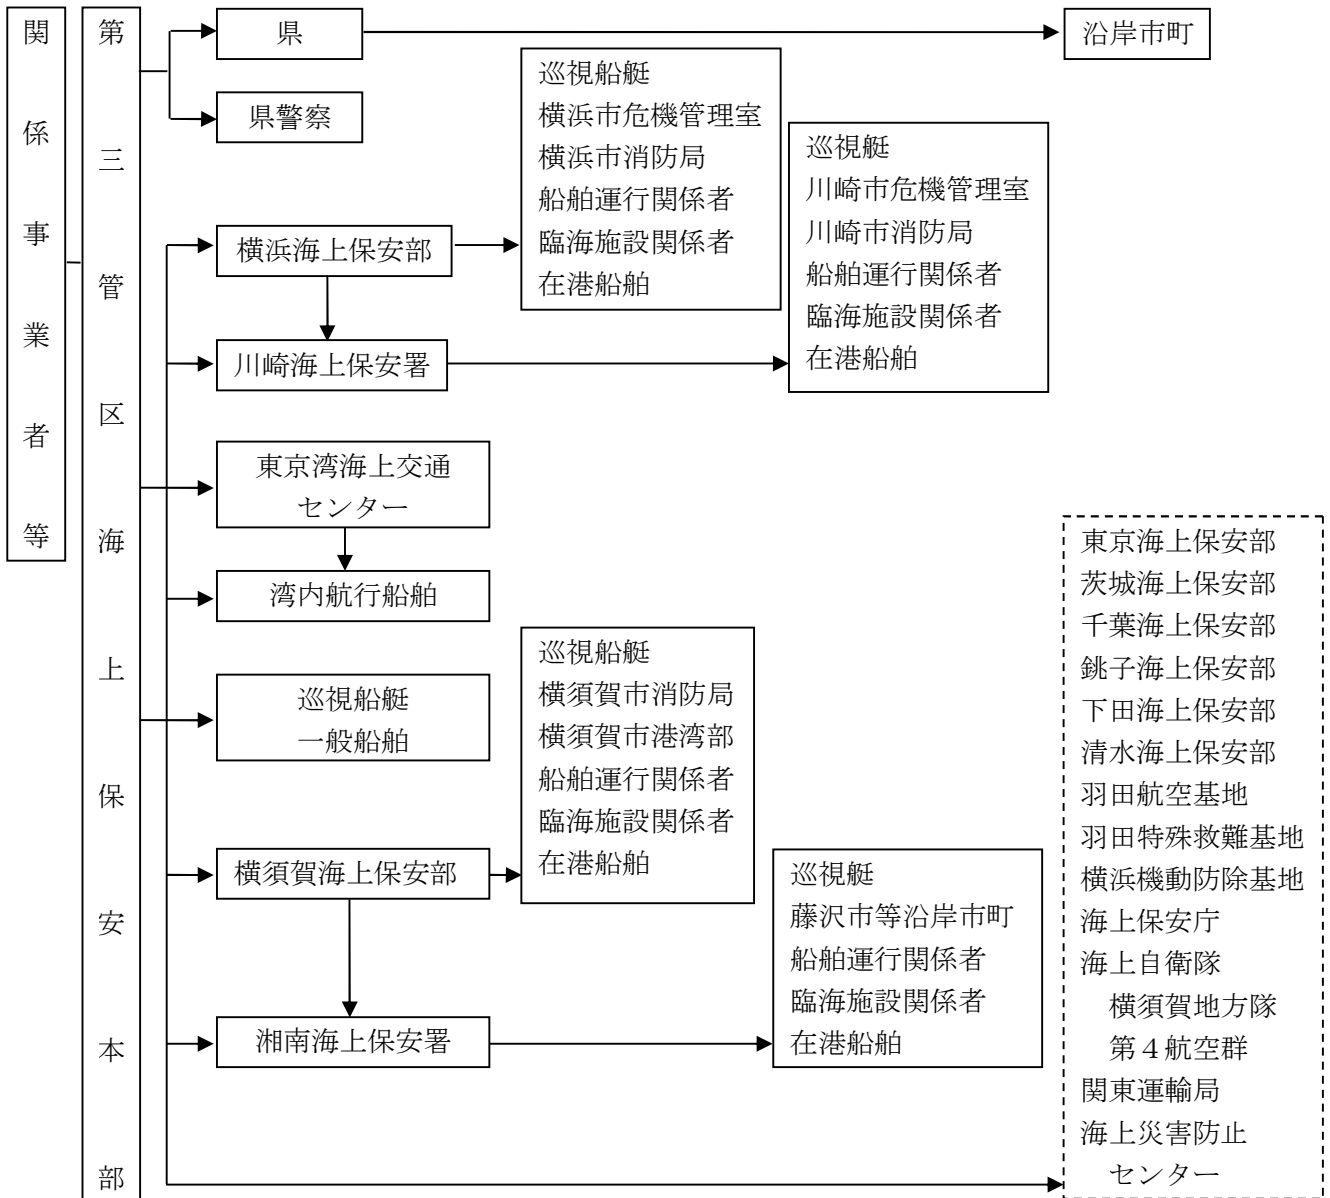 関係事業者等
第三管区海上保安本部
県
沿岸市町
県警察
横浜海上保安部
巡視船艇
横浜市危機管理室
横浜市消防局
船舶運行関係者
臨海施設関係者
在港船舶
川崎海上保安署
巡視艇
川崎市危機管理室
川崎市消防局
船舶運行関係者
臨海施設関係者
在港船舶
東京湾海上交通
センター
湾内航行船舶
巡視船艇
一般船舶
横須賀海上保安部
巡視船艇
横須賀市消防局
横須賀市港湾部
船舶運行関係者
臨海施設関係者
在港船舶
湘南海上保安署
巡視艇
藤沢市等沿岸市町
船舶運行関係者
臨海施設関係者
在港船舶
東京海上保安部
茨城海上保安部
千葉海上保安部
銚子海上保安部
下田海上保安部
清水海上保安部
羽田航空基地
羽田特殊救難基地
横浜機動防除基地
海上保安庁
海上自衛隊
横須賀地方隊
第４航空群
関東運輸局
海上災害防止
センター